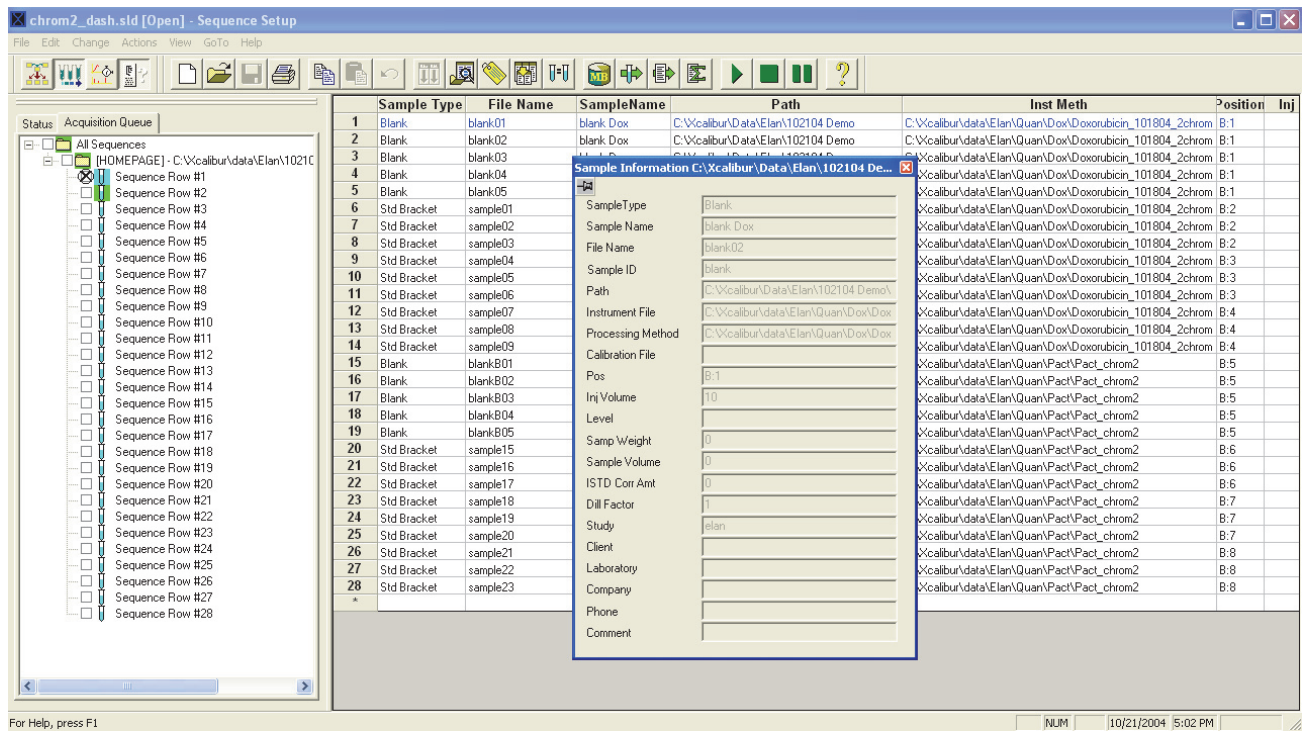 chrom2_dash.sld [Open] - Sequence Setup
File Edit Change Actions View GoTo Help
Status Acquisition Queue
All Sequences
[HOMEPAGE] - C:\Xcalibur\data\Elan\1021
Sequence Row #1
Sequence Row #2
Sequence Row #3
Sequence Row #4
Sequence Row #5
Sequence Row #6
Sequence Row #7
Sequence Row #8
Sequence Row #9
Sequence Row #10
Sequence Row #11
Sequence Row #12
Sequence Row #13
Sequence Row #14
Sequence Row #15
Sequence Row #16
Sequence Row #17
Sequence Row #18
Sequence Row #19
Sequence Row #20
Sequence Row #21
Sequence Row #22
Sequence Row #23
Sequence Row #24
Sequence Row #25
Sequence Row #26
Sequence Row #27
Sequence Row #28
Sample Type File Name SampleName Path Inst Meth Position Inj
1 Blank blank01 blank Dox C:\Xcalibur\Data\Elan\102104 Demo C:\Xcalibur\data\Elan\Quan\Dox\Doxorubicin_101804_2chrom B:1
2 Blank blank02 blank Dox C:\Xcalibur\Data\Elan\102104 Demo C:\Xcalibur\data\Elan\Quan\Dox\Doxorubicin_101804_2chrom B:1
3 Blank blank03 \Xcalibur\data\Elan\Quan\Dox\Doxorubicin_101804_2chrom B:1
4 Blank blank04 \Xcalibur\data\Elan\Quan\Dox\Doxorubicin_101804_2chrom B:1
5 Blank blank05 \Xcalibur\data\Elan\Quan\Dox\Doxorubicin_101804_2chrom B:1
6 Std Bracket sample01 \Xcalibur\data\Elan\Quan\Dox\Doxorubicin_101804_2chrom B:2
7 Std Bracket sample02 \Xcalibur\data\Elan\Quan\Dox\Doxorubicin_101804_2chrom B:2
8 Std Bracket sample03 \Xcalibur\data\Elan\Quan\Dox\Doxorubicin_101804_2chrom B:2
9 Std Bracket sample04 \Xcalibur\data\Elan\Quan\Dox\Doxorubicin_101804_2chrom B:3
10 Std Bracket sample05 \Xcalibur\data\Elan\Quan\Dox\Doxorubicin_101804_2chrom B:3
11 Std Bracket sample06 \Xcalibur\data\Elan\Quan\Dox\Doxorubicin_101804_2chrom B:3
12 Std Bracket sample07 \Xcalibur\data\Elan\Quan\Dox\Doxorubicin_101804_2chrom B:4
13 Std Bracket sample08 \Xcalibur\data\Elan\Quan\Dox\Doxorubicin_101804_2chrom B:4
14 Std Bracket sample09 \Xcalibur\data\Elan\Quan\Dox\Doxorubicin_101804_2chrom B:4
15 Blank blankB01 \Xcalibur\data\Elan\Quan\Pact\Pact_chrom2 B:5
16 Blank blankB02 \Xcalibur\data\Elan\Quan\Pact\Pact_chrom2 B:5
17 Blank blankB03 \Xcalibur\data\Elan\Quan\Pact\Pact_chrom2 B:5
18 Blank blankB04 \Xcalibur\data\Elan\Quan\Pact\Pact_chrom2 B:5
19 Blank blankB05 \Xcalibur\data\Elan\Quan\Pact\Pact_chrom2 B:5
20 Std Bracket sample15 \Xcalibur\data\Elan\Quan\Pact\Pact_chrom2 B:6
21 Std Bracket sample16 \Xcalibur\data\Elan\Quan\Pact\Pact_chrom2 B:6
22 Std Bracket sample17 \Xcalibur\data\Elan\Quan\Pact\Pact_chrom2 B:6
23 Std Bracket sample18 \Xcalibur\data\Elan\Quan\Pact\Pact_chrom2 B:7
24 Std Bracket sample19 \Xcalibur\data\Elan\Quan\Pact\Pact_chrom2 B:7
25 Std Bracket sample20 \Xcalibur\data\Elan\Quan\Pact\Pact_chrom2 B:7
26 Std Bracket sample21 \Xcalibur\data\Elan\Quan\Pact\Pact_chrom2 B:8
27 Std Bracket sample22 \Xcalibur\data\Elan\Quan\Pact\Pact_chrom2 B:8
28 Std Bracket sample23 \Xcalibur\data\Elan\Quan\Pact\Pact_chrom2 B:8
*
Sample Information C:\Xcalibur\Data\Elan\102104 De...
SampleType Blank
Sample Name blank Dox
File Name blank02
Sample ID blank
Path C:\Xcalibur\Data\Elan\102104 Demo\
Instrument File C:\Xcalibur\data\Elan\Quan\Dox\Dox
Processing Method C:\Xcalibur\data\Elan\Quan\Dox\Dox
Calibration File
Pos B:1
Inj Volume 10
Level
Samp Weight 0
Sample Volume 0
ISTD Corr Amt 0
Dill Factor 1
Study elan
Client
Laboratory
Company
Phone
Comment
For Help, press F1
NUM 10/21/2004 5:02 PM